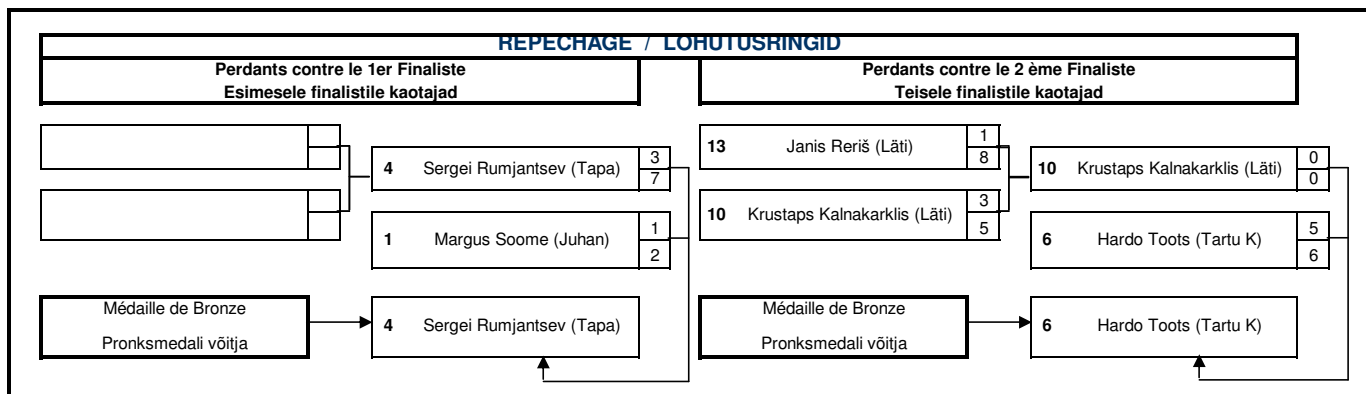 REPECHAGE / LOHUTUSRINGID
Perdants contre le 1er Finaliste
Esimesele finalistile kaotajad
Perdants contre le 2 ème Finaliste
Teisele finalistile kaotajad
4 Sergei Rumjantsev (Tapa) 3 7
1 Margus Soome (Juhan) 1 2
Médaille de Bronze
Pronksmedali võitja
4 Sergei Rumjantsev (Tapa)
13 Janis Reriš (Läti) 1 8
10 Krustaps Kalnakarklis (Läti) 3 5
10 Krustaps Kalnakarklis (Läti) 0 0
6 Hardo Toots (Tartu K) 5 6
Médaille de Bronze
Pronksmedali võitja
6 Hardo Toots (Tartu K)